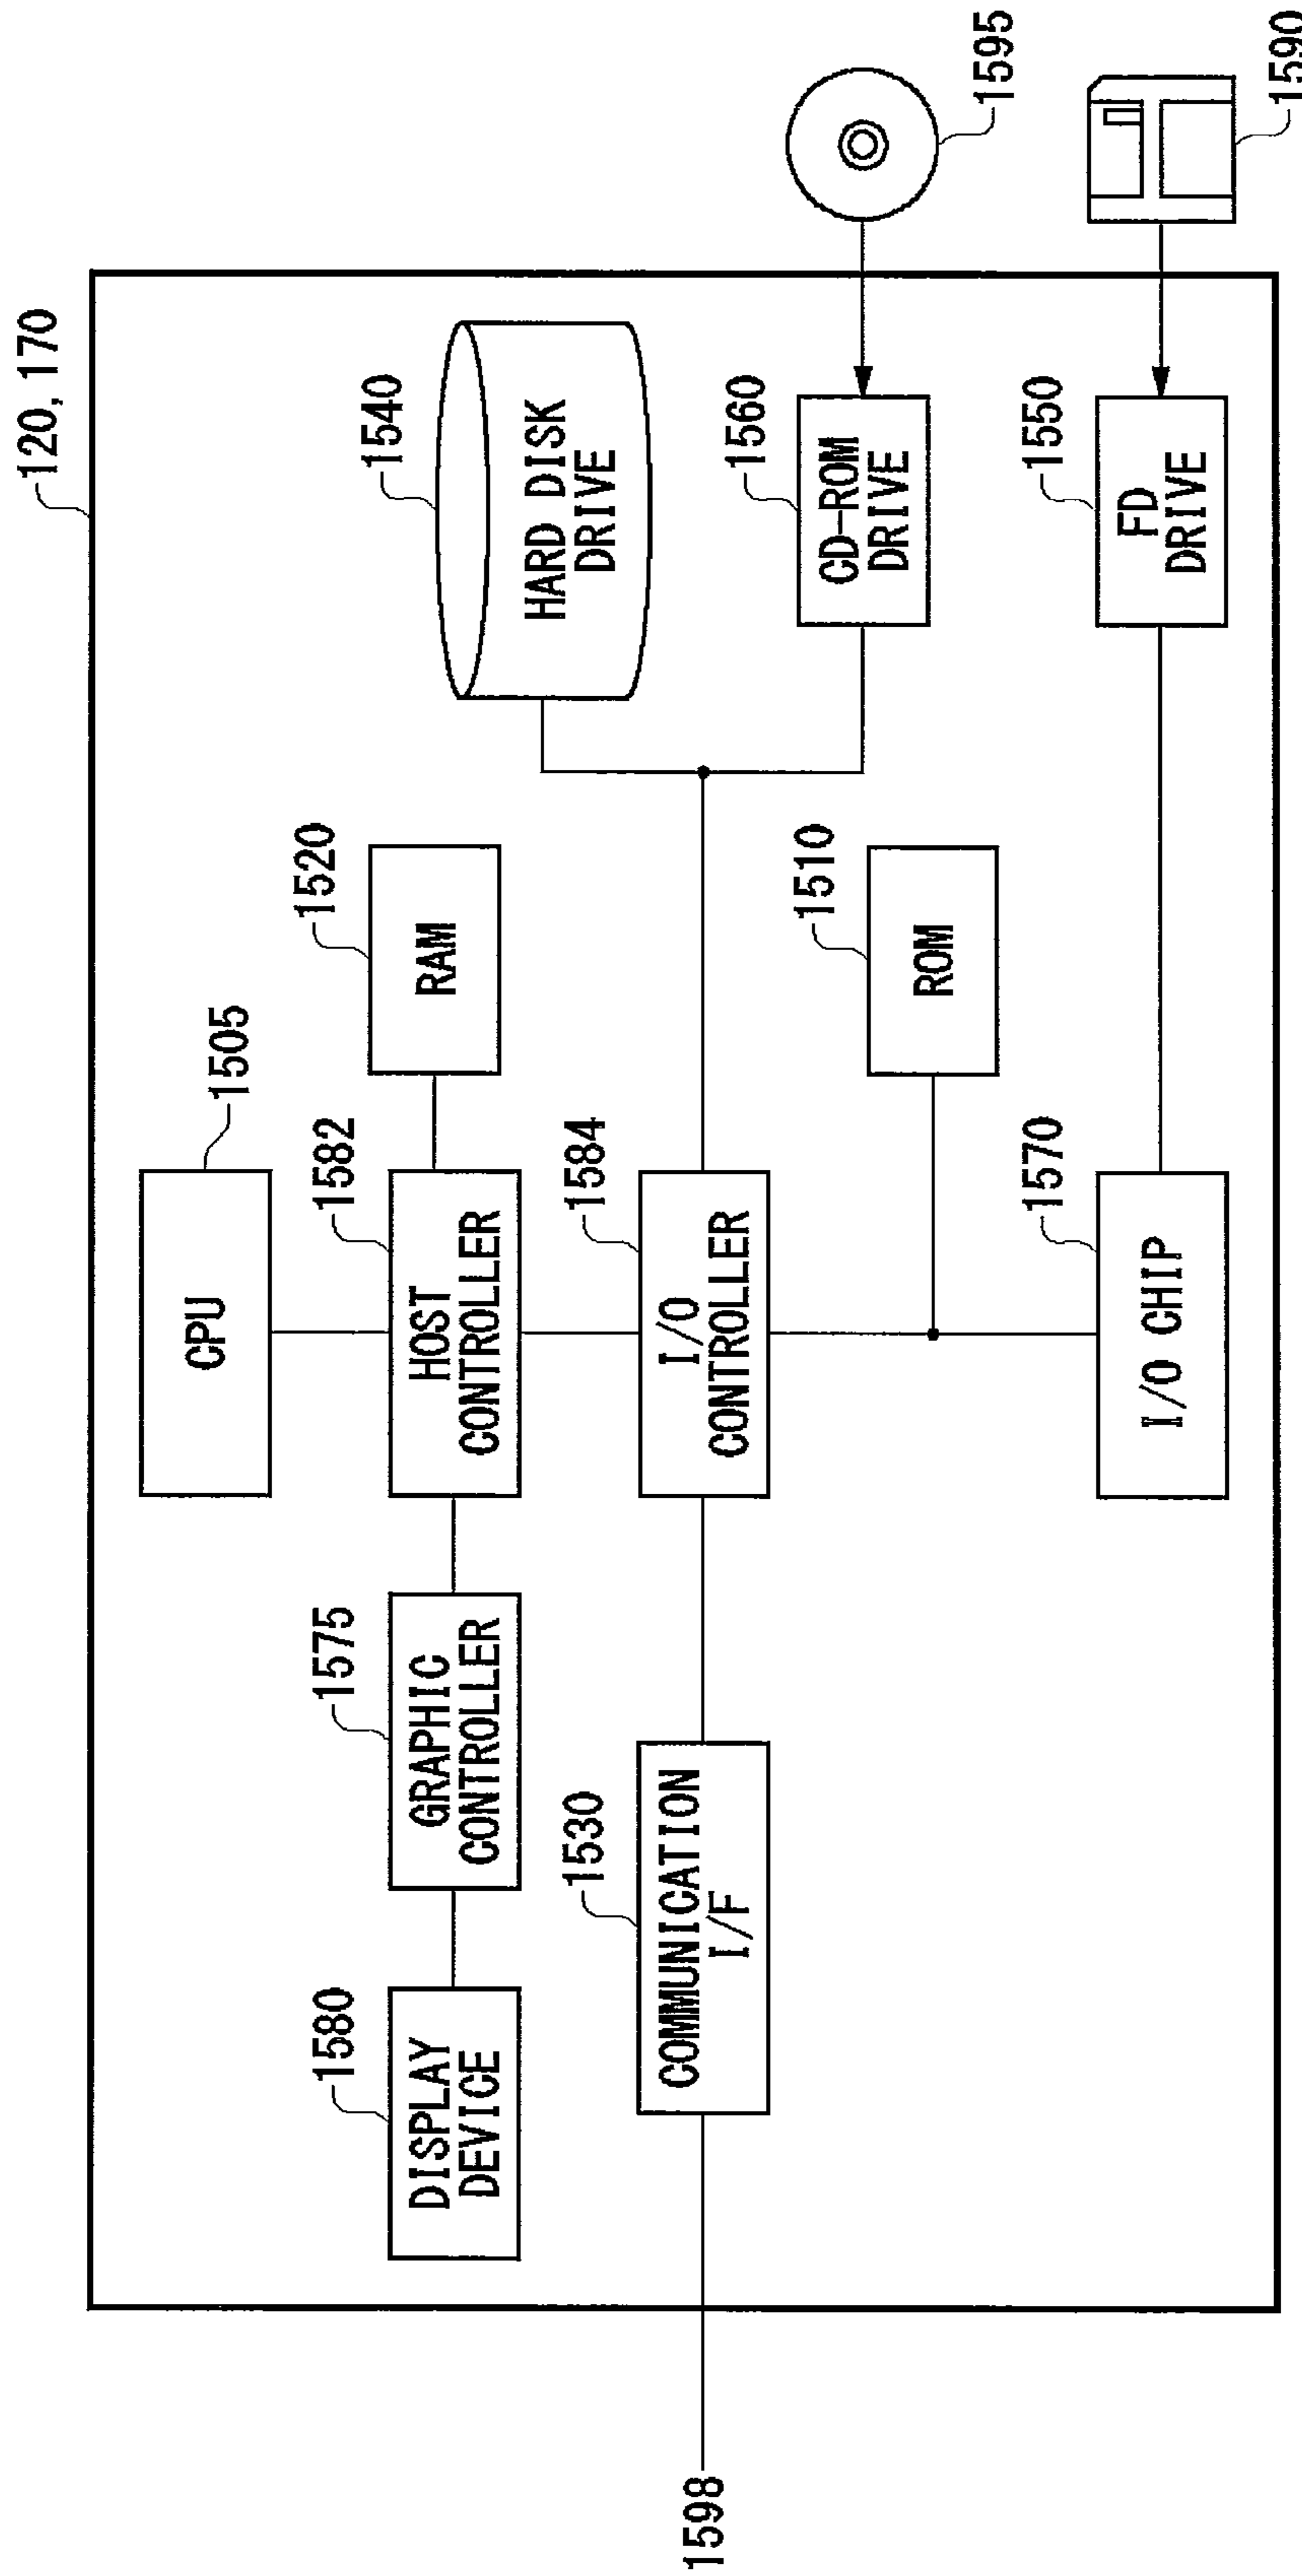 120, 170
1505
CPU
1580
DISPLAY
DEVICE
1575
GRAPHIC
CONTROLLER
1582
HOST
CONTROLLER
1520
RAM
1540
HARD DISK
DRIVE
1598
1530
COMMUNICATION
I/F
1584
I/O
CONTROLLER
1560
CD-ROM
DRIVE
1595
1510
ROM
1570
I/O CHIP
1550
FD
DRIVE
1590